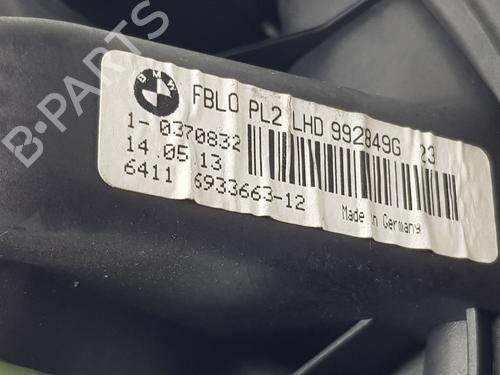 B-PARTS
BMW
FBLO PL2 LHD 992849G 23
1- 0370832
14.05.13
6411 6933663-12
Made in Germany